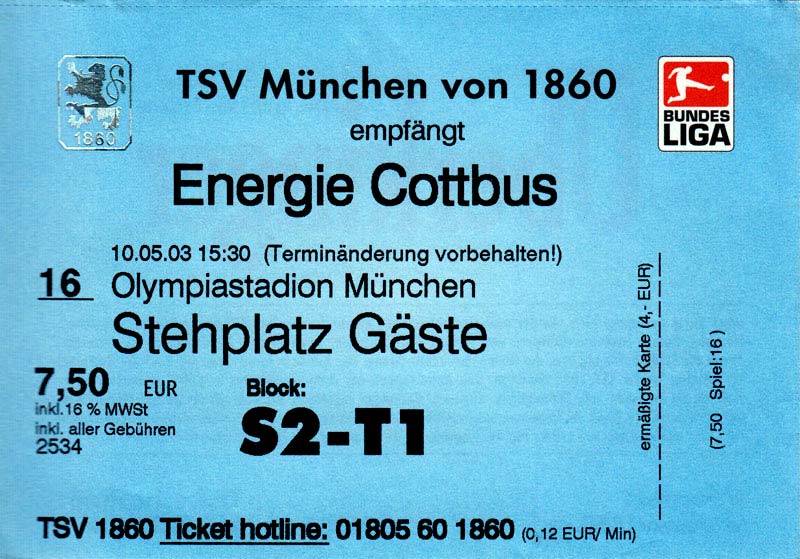 1860
TSV München von 1860
BUNDES
LIGA
empfängt
Energie Cottbus
10.05.03 15:30 (Terminänderung vorbehalten!)
16 Olympiastadion München
Stehplatz Gäste
7,50 EUR
inkl.16 % MWSt
inkl. aller Gebühren
2534
Block:
S2-T1
ermäßigte Karte (4,- EUR)
(7,50 Spiel:16 )
TSV 1860 Ticket hotline: 01805 60 1860 (0,12 EUR/ Min)